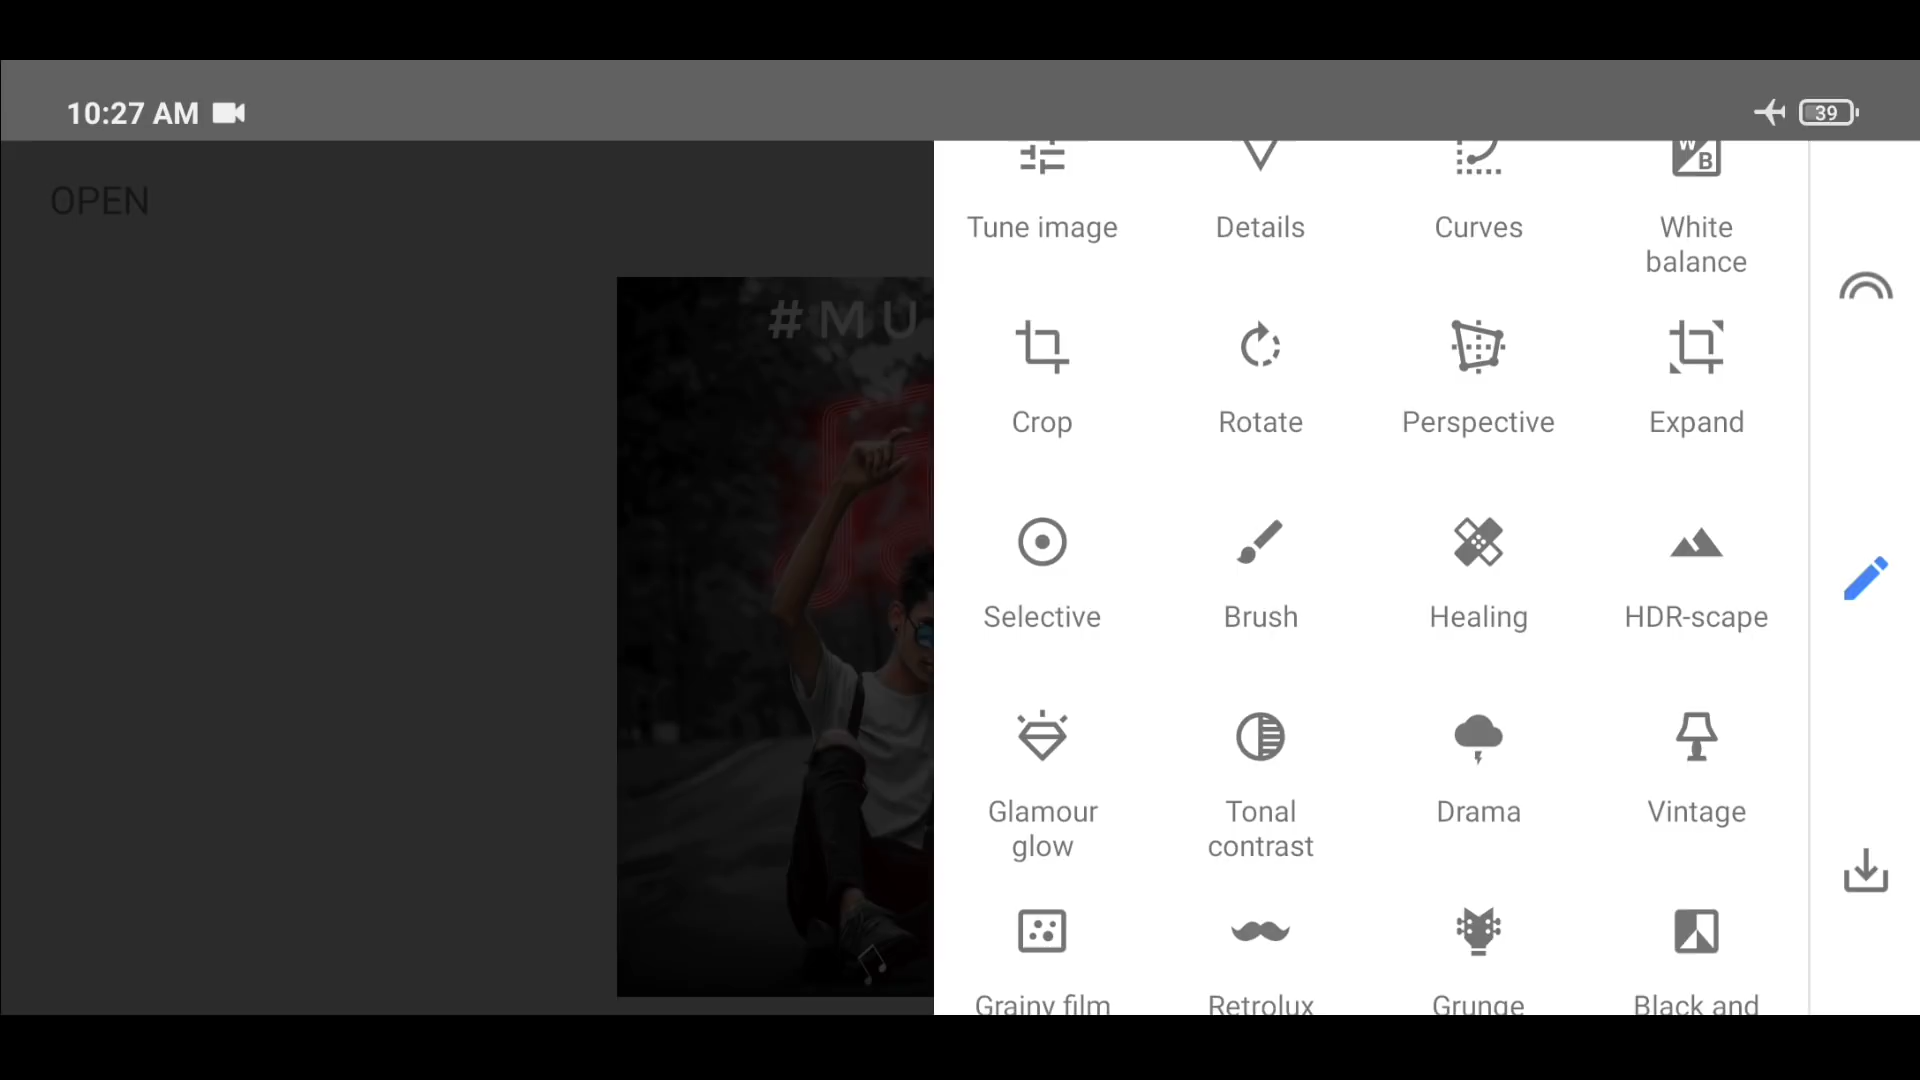 10:27 AM
39
OPEN
#MU
Tune image
Details
Curves
W
B
White
balance
Crop
Rotate
Perspective
Expand
Selective
Brush
Healing
HDR-scape
Glamour
glow
Tonal
contrast
Drama
Vintage
Grainy film
Retrolux
Grunge
Black and